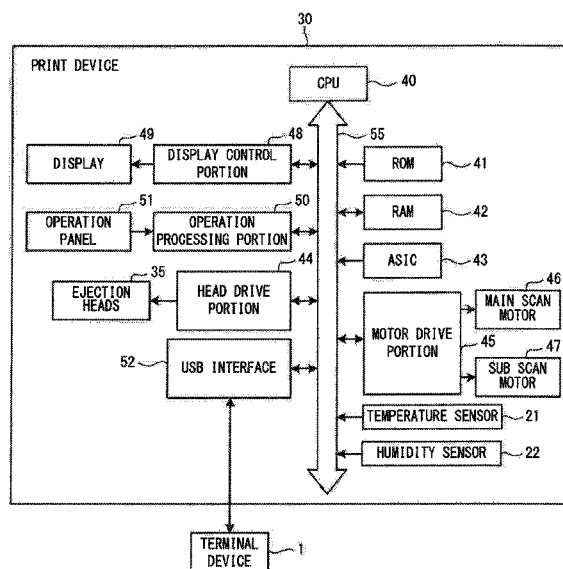 30
PRINT DEVICE
CPU
40
49
48
55
DISPLAY
DISPLAY CONTROL
PORTION
ROM
41
51
50
OPERATION
PANEL
OPERATION
PROCESSING PORTION
RAM
42
35
44
ASIC
43
EJECTION
HEADS
HEAD DRIVE
PORTION
46
MAIN SCAN
MOTOR
MOTOR DRIVE
PORTION
45
47
52
USB INTERFACE
SUB SCAN
MOTOR
TEMPERATURE SENSOR
21
HUMIDITY SENSOR
22
TERMINAL
DEVICE
1